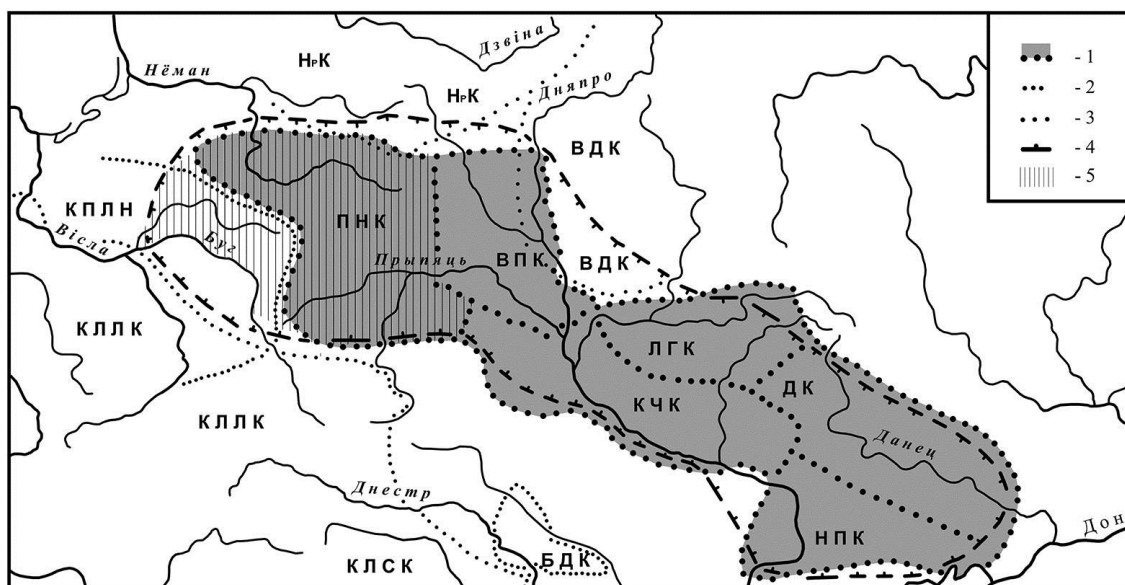 Дзвіна
- 1
НрК
Нёман
- 2
НрК
Дняпро
- 3
ВДК
- 4
- 5
КПЛН
ПНК
Вісла
Буг
ВПК
Прыпяць
ВДК
КЛЛК
ЛГК
КЧК
ДК
КЛЛК
Данец
Днестр
Дон
НПК
БДК
КЛСК